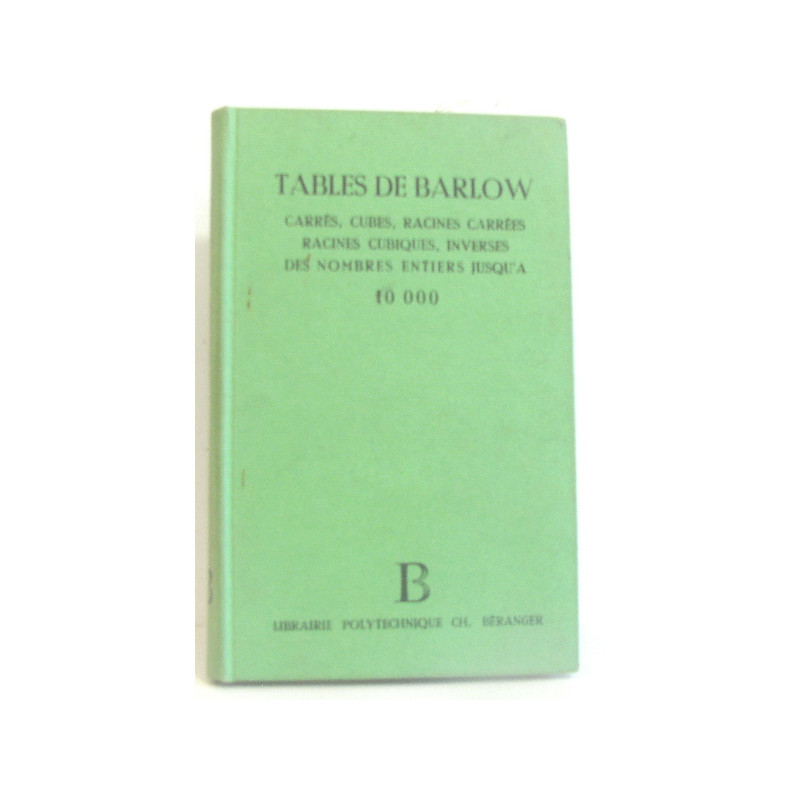 TABLES DE BARLOW
CARRÉS, CUBES, RACINES CARRÉES
RACINES CUBIQUES, INVERSES
DES NOMBRES ENTIERS JUSQU'A
10 000
B
LIBRAIRIE POLYTECHNIQUE CH. BÉRANGER
B